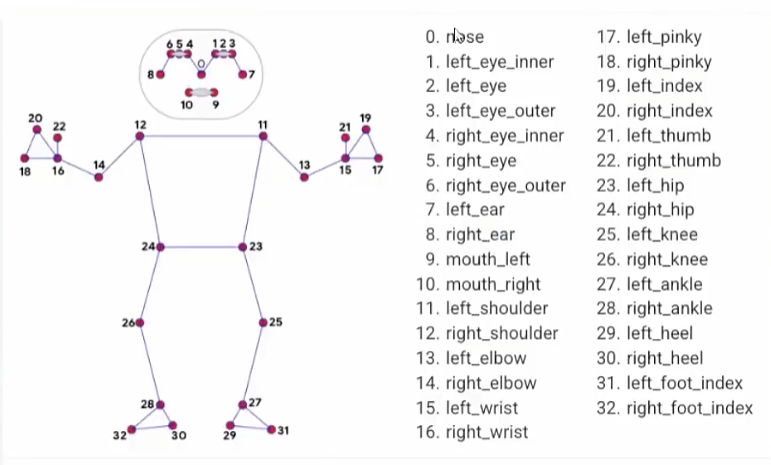 6 5 4 1 2 3
0
8 7
10 9
20 22 12 11 21 19
18 16 14 13 15 17
24 23
26 25
28 27
32 30 29 31
0. nose
1. left_eye_inner
2. left_eye
3. left_eye_outer
4. right_eye_inner
5. right_eye
6. right_eye_outer
7. left_ear
8. right_ear
9. mouth_left
10. mouth_right
11. left_shoulder
12. right_shoulder
13. left_elbow
14. right_elbow
15. left_wrist
16. right_wrist
17. left_pinky
18. right_pinky
19. left_index
20. right_index
21. left_thumb
22. right_thumb
23. left_hip
24. right_hip
25. left_knee
26. right_knee
27. left_ankle
28. right_ankle
29. left_heel
30. right_heel
31. left_foot_index
32. right_foot_index